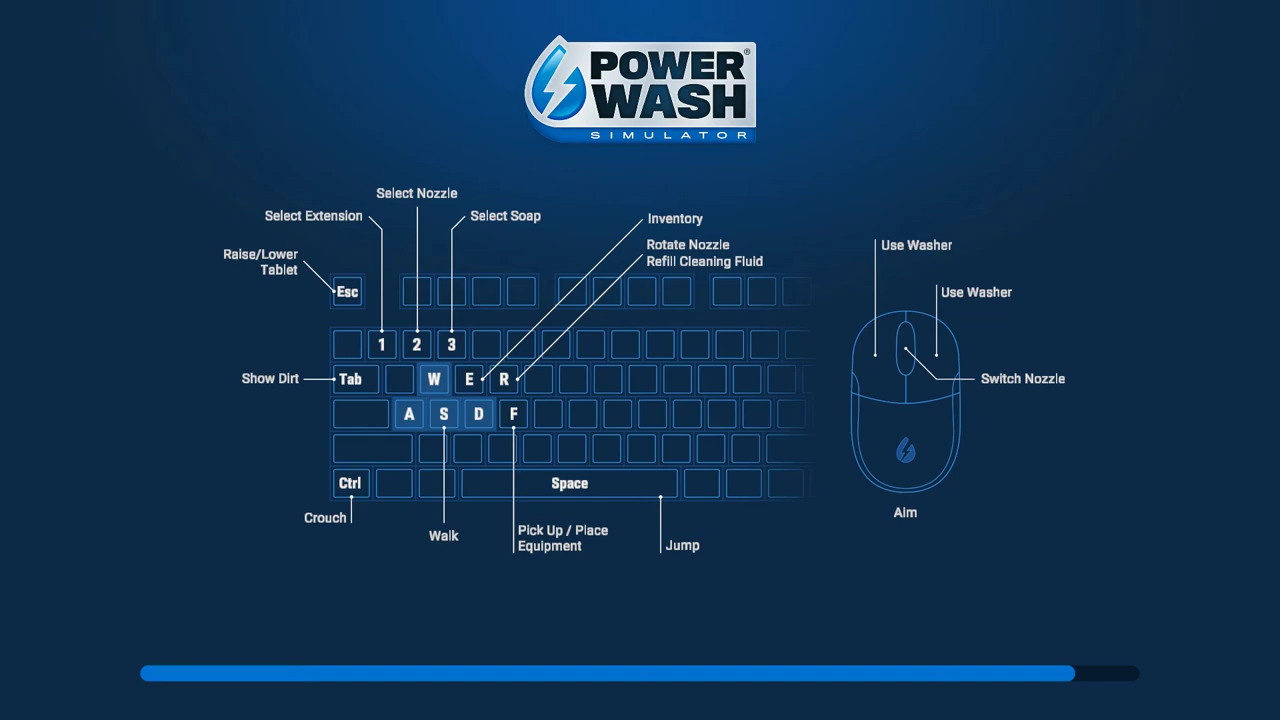 POWER®
WASH
SIMULATOR
Select Nozzle
Select Extension
Select Soap
Inventory
Raise/Lower
Tablet
Rotate Nozzle
Refill Cleaning Fluid
Use Washer
Use Washer
Esc
1 2 3
Show Dirt
Tab W E R
Switch Nozzle
A S D F
Ctrl Space
Crouch
Walk
Pick Up / Place
Equipment
Jump
Aim